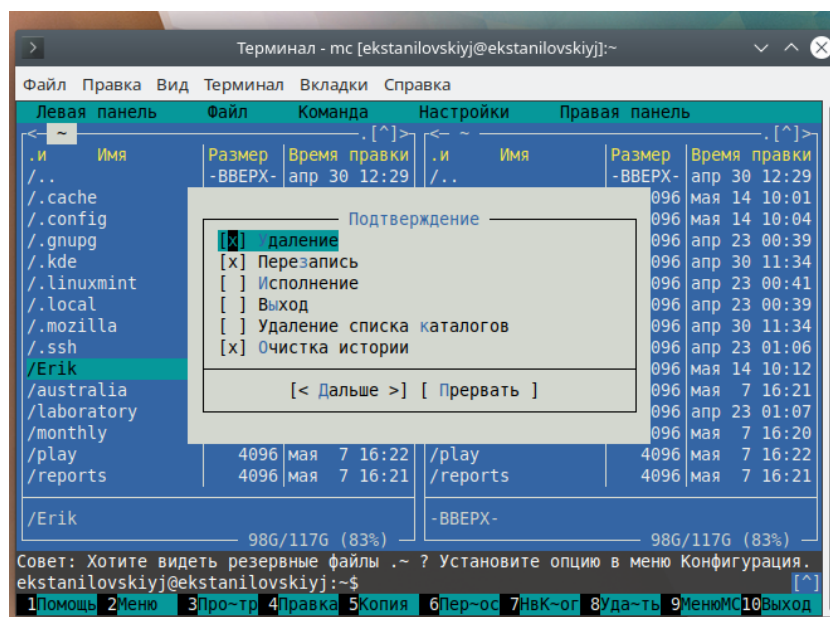 Терминал - mc [ekstanilovskiyj@ekstanilovskiyj]:~
Файл Правка Вид Терминал Вкладки Справка
Левая панель Файл Команда Настройки Правая панель
<— ~ .[^]> <— ~ .[^]>
.и Имя Размер Время правки .и Имя Размер Время правки
/.. -ВВЕРХ- апр 30 12:29 /.. -ВВЕРХ- апр 30 12:29
/.cache 096 мая 14 10:01
/.config Подтверждение 096 мая 14 10:04
/.gnupg [x] Удаление 096 апр 23 00:39
/.kde [x] Перезапись 096 апр 30 11:34
/.linuxmint [ ] Исполнение 096 апр 23 00:41
/.local [ ] Выход 096 апр 23 00:39
/.mozilla [ ] Удаление списка каталогов 096 апр 30 11:34
/.ssh [x] Очистка истории 096 апр 23 01:06
/Erik 096 мая 14 10:12
/australia [< Дальше >] [ Прервать ] 096 мая 7 16:21
/laboratory 096 апр 23 01:07
/monthly 096 мая 7 16:20
/play 4096 мая 7 16:22 /play 4096 мая 7 16:22
/reports 4096 мая 7 16:21 /reports 4096 мая 7 16:21
/Erik -ВВЕРХ-
98G/117G (83%) 98G/117G (83%)
Совет: Хотите видеть резервные файлы .~ ? Установите опцию в меню Конфигурация.
ekstanilovskiyj@ekstanilovskiyj:~$ [^]
1Помощь 2Меню 3Про~тр 4Правка 5Копия 6Пер~ос 7НвК~ог 8Уда~ть 9МенюМС 10Выход